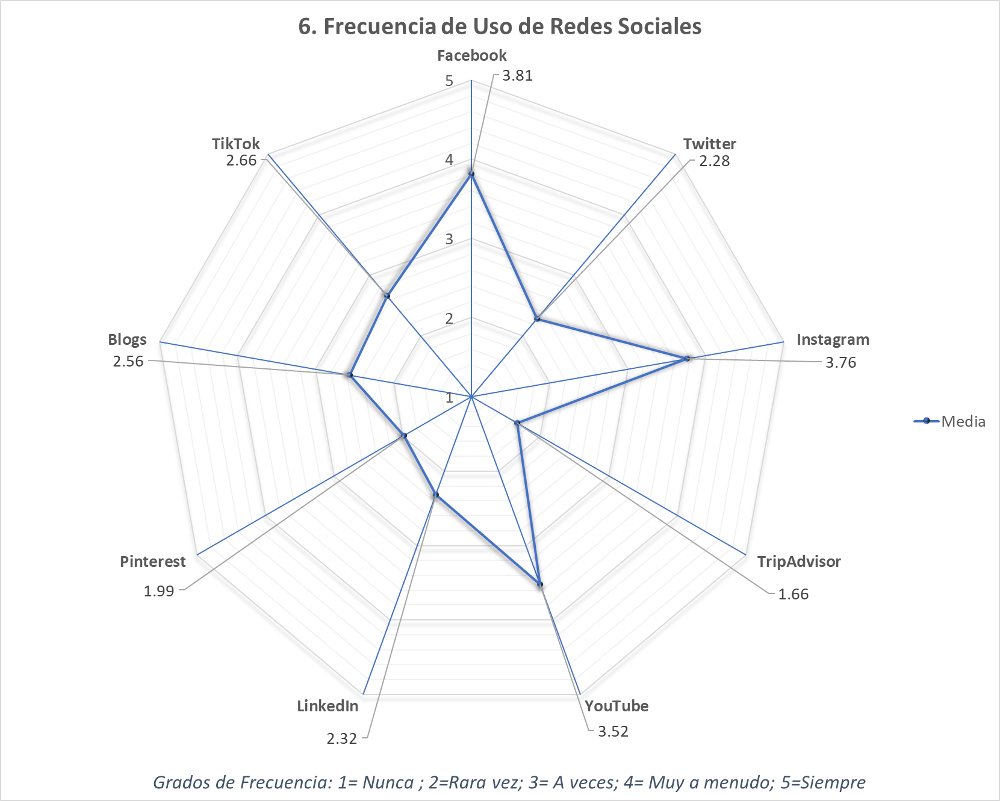 6. Frecuencia de Uso de Redes Sociales
Facebook
3.81
5
4
3
2
1
Twitter
2.28
Instagram
3.76
TripAdvisor
1.66
YouTube
3.52
LinkedIn
2.32
Pinterest
1.99
Blogs
2.56
TikTok
2.66
Media
Grados de Frecuencia: 1= Nunca ; 2=Rara vez; 3= A veces; 4= Muy a menudo; 5=Siempre